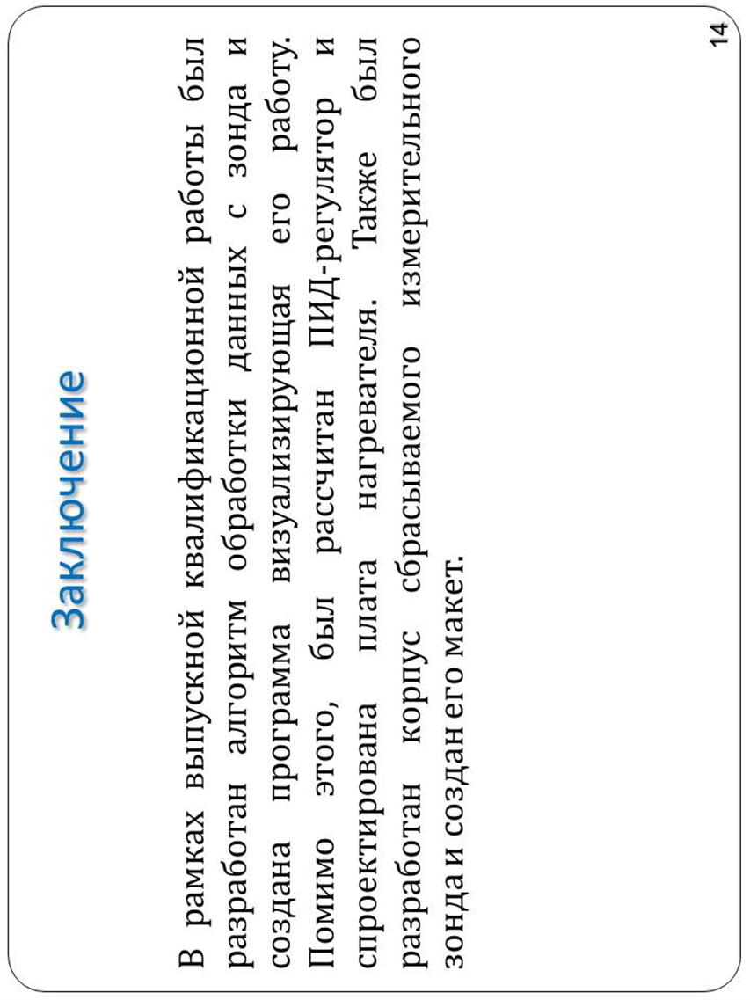 Заключение
В рамках выпускной квалификационной работы был
разработан алгоритм обработки данных с зонда и
создана программа визуализирующая его работу.
Помимо этого, был рассчитан ПИД-регулятор и
спроектирована плата нагревателя. Также был
разработан корпус сбрасываемого измерительного
зонда и создан его макет.
14